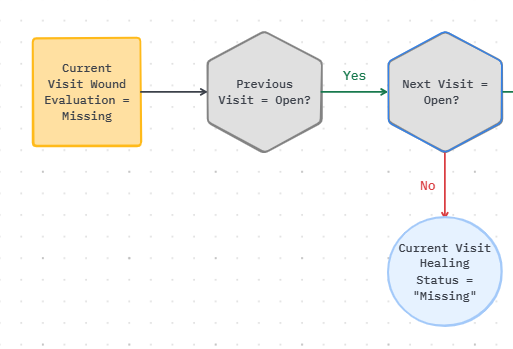 Current
Visit Wound
Evaluation =
Missing
Previous
Visit = Open?
Yes
Next Visit =
Open?
No
Current Visit
Healing
Status =
"Missing"